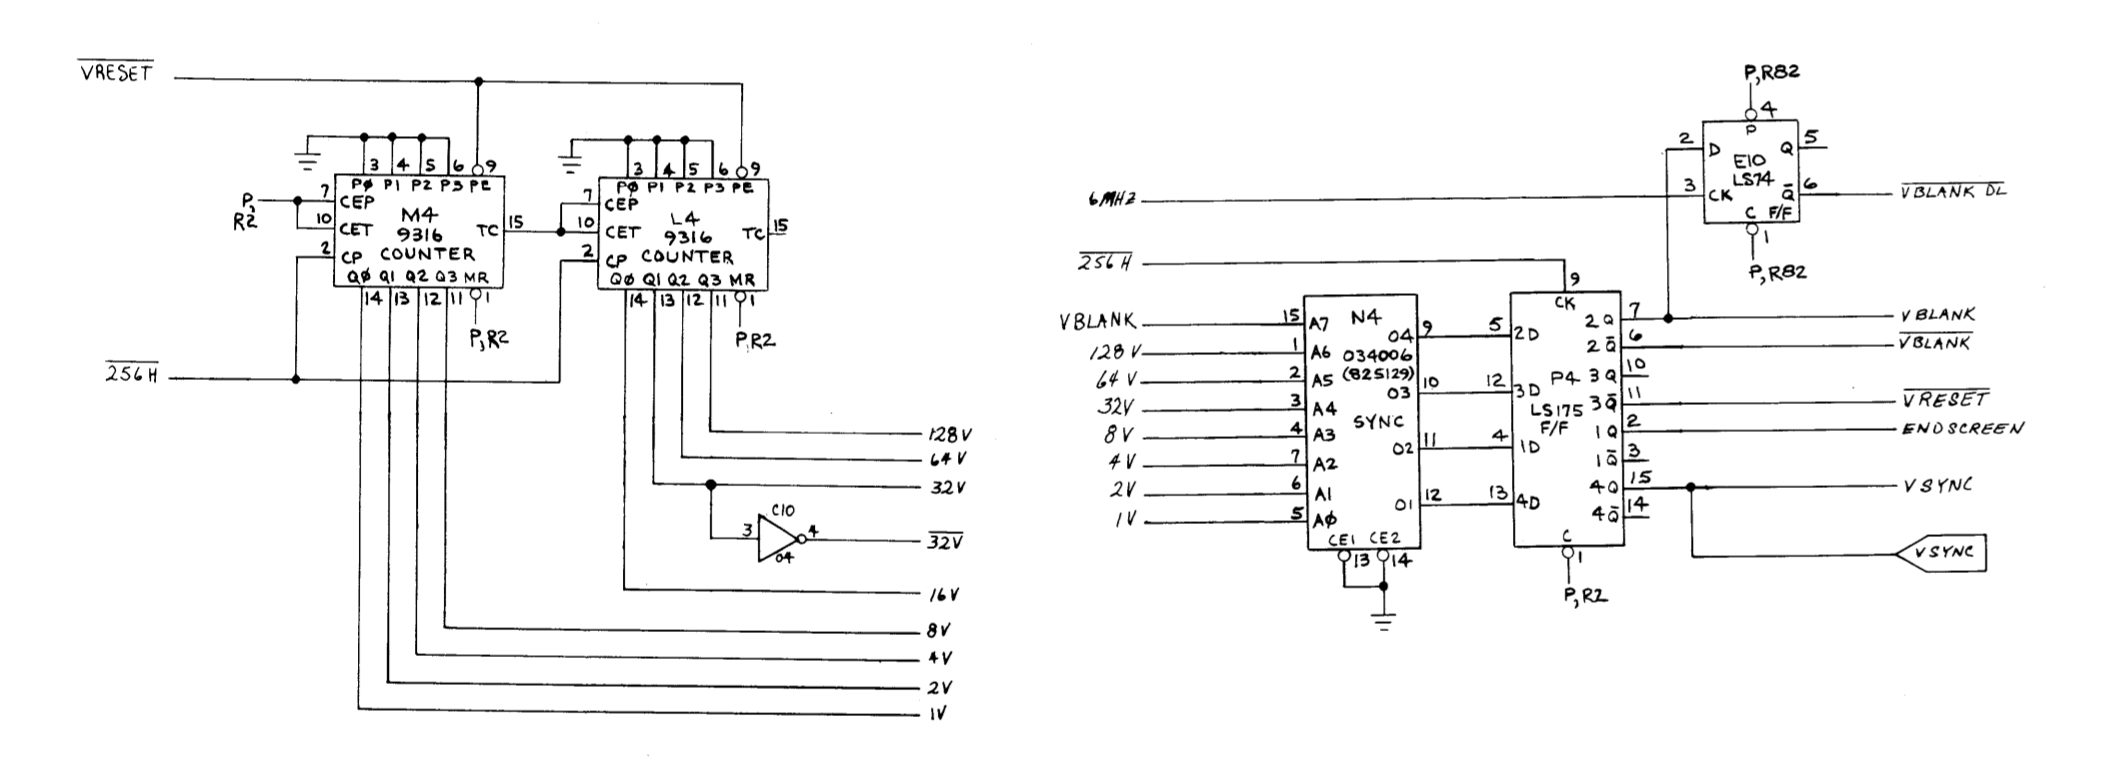 VRESET
3 4 5 6 9
PØ P1 P2 P3 PE
P,
R2
7 CEP
10 CET
2 CP
M4
9316
COUNTER
TC 15
QØ Q1 Q2 Q3 MR
14 13 12 11 1
P,R2
256H
3 4 5 6 9
PØ P1 P2 P3 PE
7 CEP
10 CET
2 CP
L4
9316
COUNTER
TC 15
QØ Q1 Q2 Q3 MR
14 13 12 11 1
P,R2
128V
64V
32V
C10
3 4
04
32V
16V
8V
4V
2V
1V
P,R82
4
P
2 D Q 5
E10
LS74
6MHZ 3 CK Q 6 VBLANK DL
C F/F
1
P,R82
256H
9
CK
VBLANK 15 A7
128V 1 A6
64V 2 A5
32V 3 A4
8V 4 A3
4V 7 A2
2V 6 A1
1V 5 AØ
N4
034006
(82S129)
SYNC
O4 9
O3 10
O2 11
O1 12
CE1 CE2
13 14
5 2D
12 3D
4 1D
13 4D
P4
LS175
F/F
2Q 7 VBLANK
2Q 6 VBLANK
3Q 10
3Q 11 VRESET
1Q 2 ENDSCREEN
1Q 3
4Q 15 VSYNC
4Q 14
C
1
P,R2
VSYNC